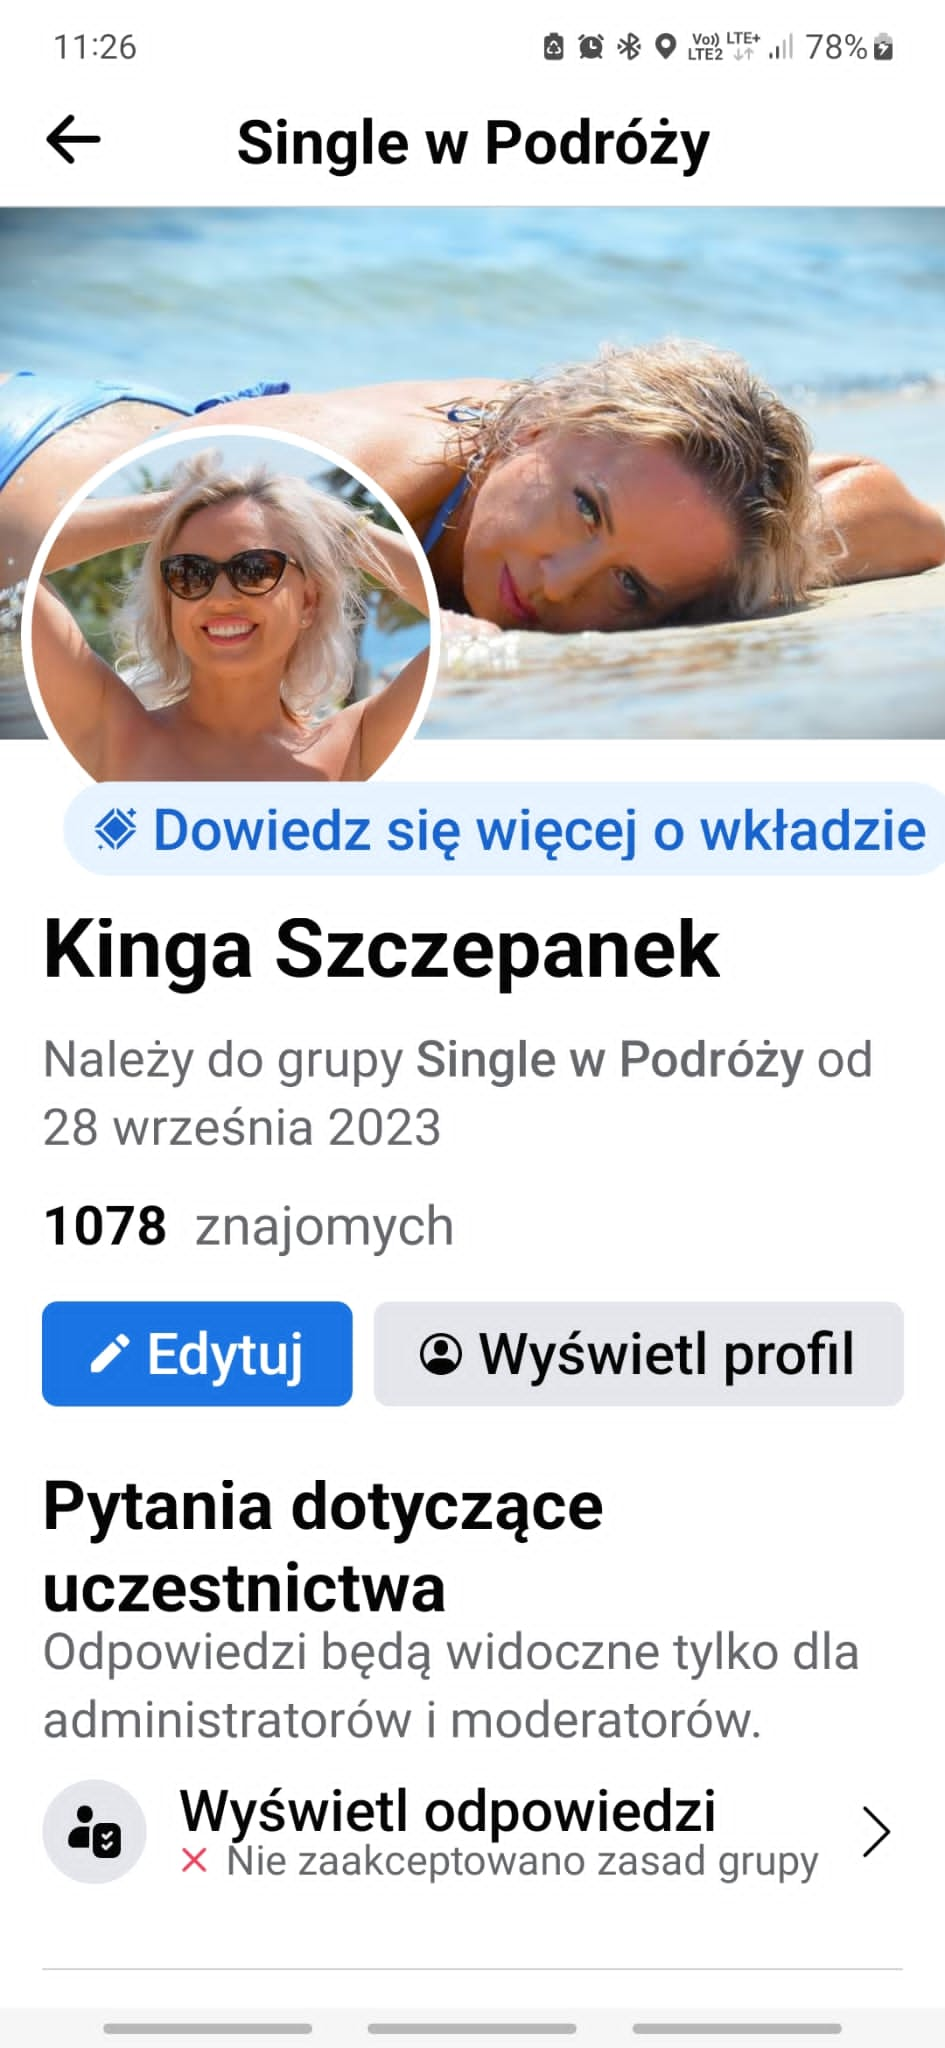 11:26
Vo)) LTE+
LTE2
78%
Single w Podróży
Dowiedz się więcej o wkładzie
Kinga Szczepanek
Należy do grupy Single w Podróży od
28 września 2023
1078 znajomych
Edytuj
Wyświetl profil
Pytania dotyczące
uczestnictwa
Odpowiedzi będą widoczne tylko dla
administratorów i moderatorów.
Wyświetl odpowiedzi
Nie zaakceptowano zasad grupy